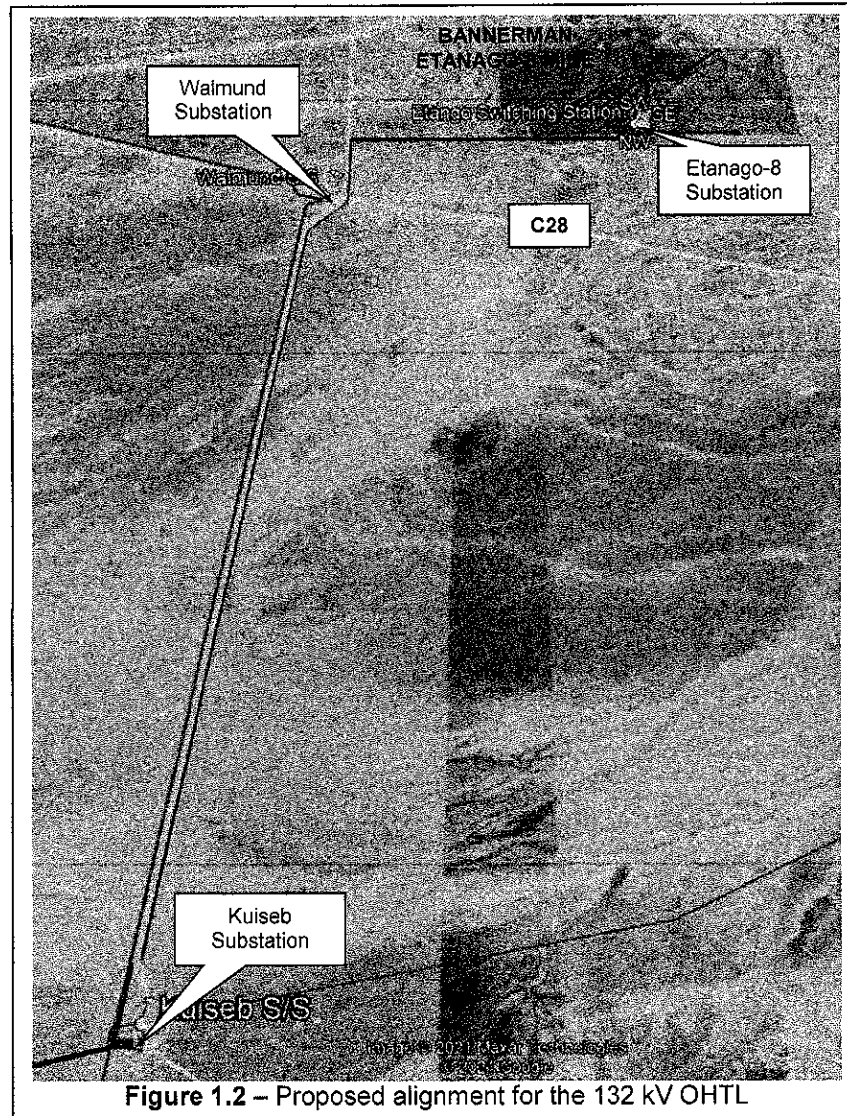 BANNERMAN
Walmund
Substation
Etango Switching Station
Etanago-8
Substation
C28
Kuiseb
Substation
Kuiseb S/S
Figure 1.2 – Proposed alignment for the 132 kV OHTL